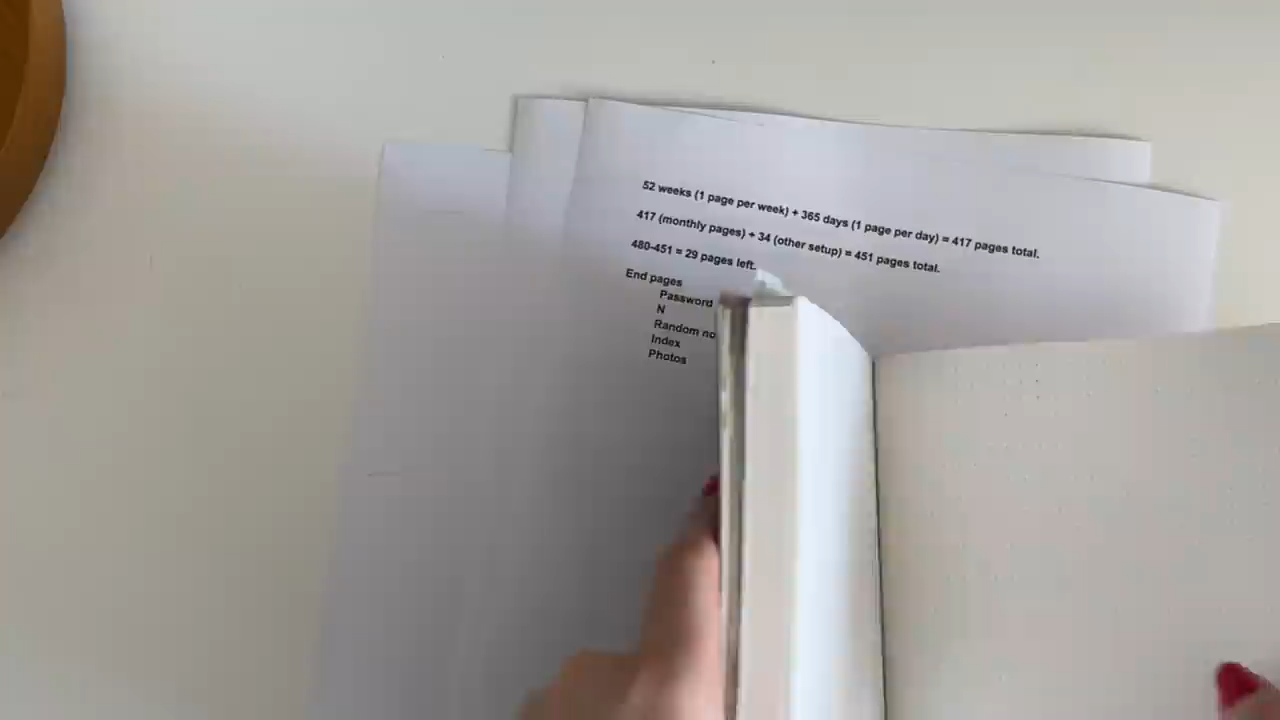 52 weeks (1 page per week) + 365 days (1 page per day) = 417 pages total.
417 (monthly pages) + 34 (other setup) = 451 pages total.
480-451 = 29 pages left.
End pages
Password
N
Random no
Index
Photos